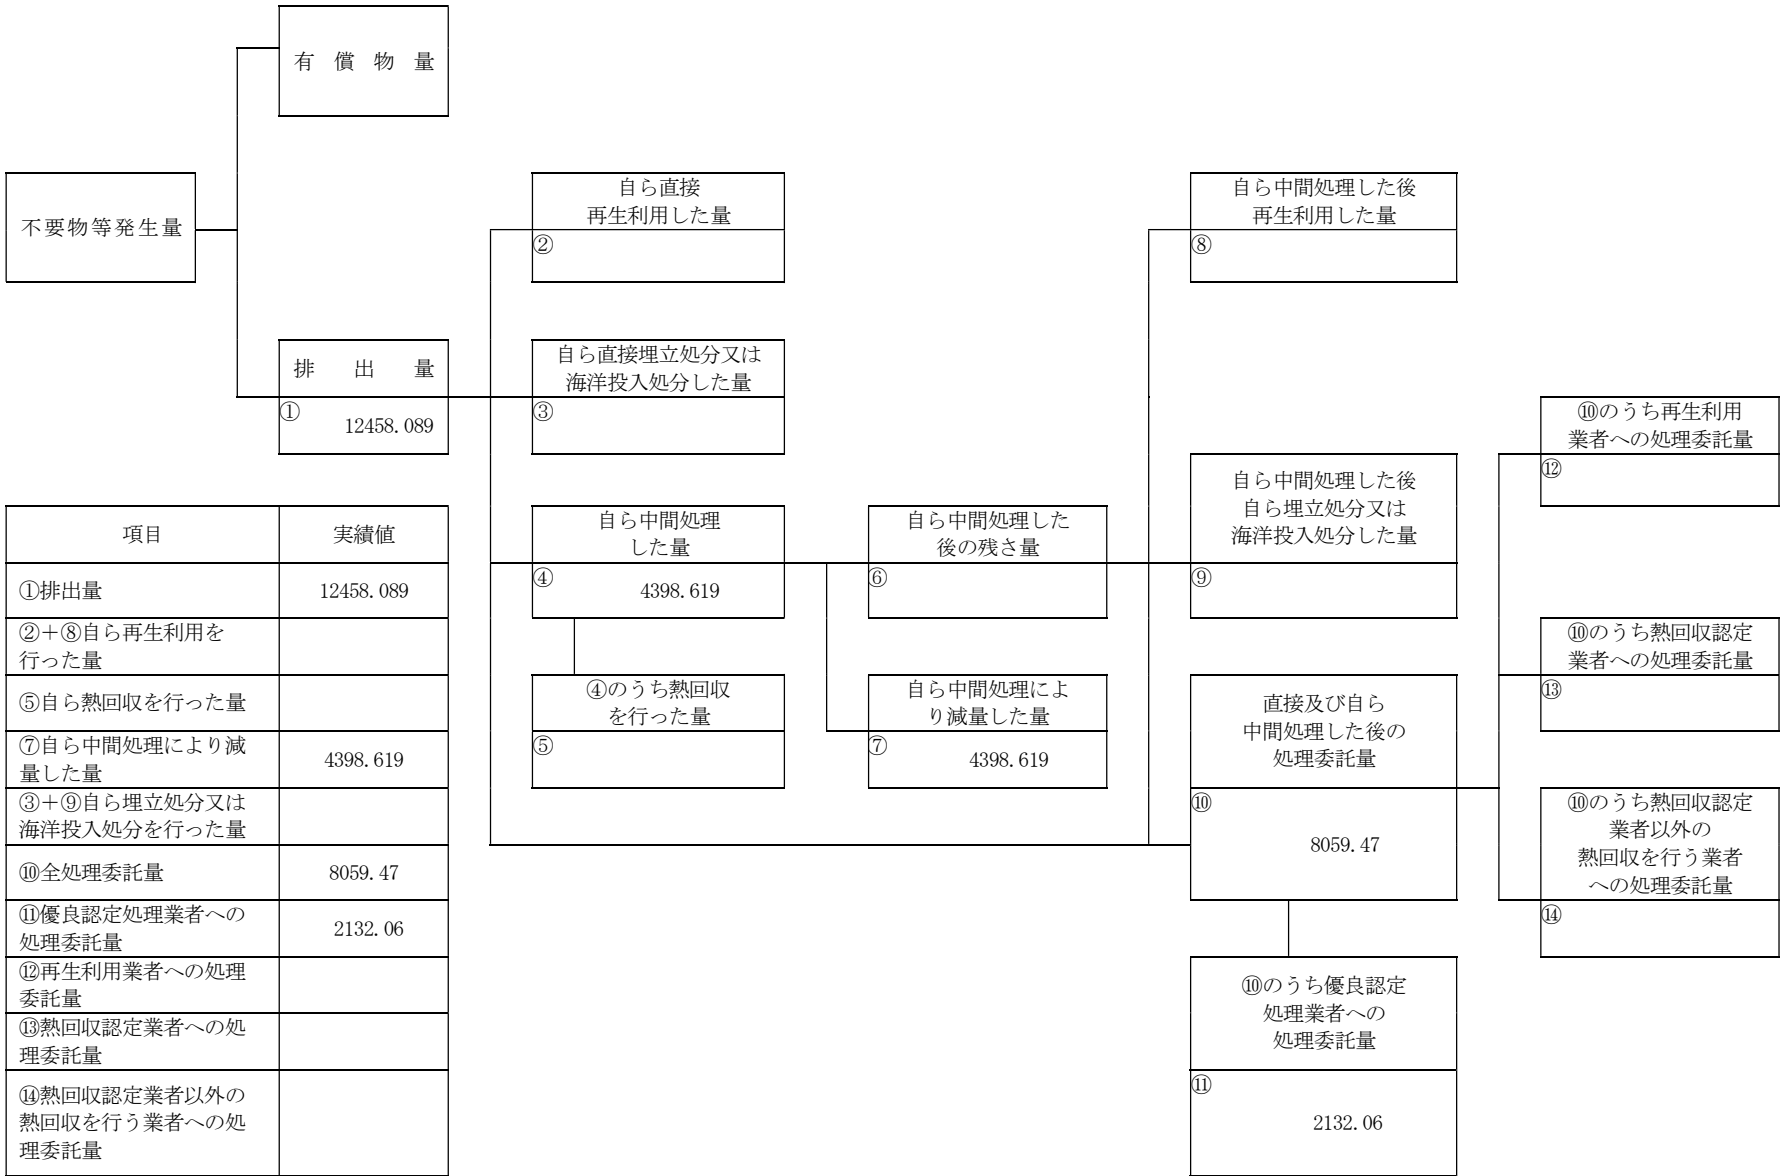 有償物量
不要物等発生量
自ら直接
再生利用した量
②
自ら中間処理した後
再生利用した量
⑧
排出量
①
12458.089
自ら直接埋立処分又は
海洋投入処分した量
③
⑩のうち再生利用
業者への処理委託量
⑫
自ら中間処理
した量
④
4398.619
自ら中間処理した
後の残さ量
⑥
自ら中間処理した後
自ら埋立処分又は
海洋投入処分した量
⑨
⑩のうち熱回収認定
業者への処理委託量
⑬
④のうち熱回収
を行った量
⑤
自ら中間処理によ
り減量した量
⑦
4398.619
直接及び自ら
中間処理した後の
処理委託量
⑩
8059.47
⑩のうち熱回収認定
業者以外の
熱回収を行う業者
への処理委託量
⑭
⑩のうち優良認定
処理業者への
処理委託量
⑪
2132.06
項目 実績値
①排出量 12458.089
②+⑧自ら再生利用を
行った量
⑤自ら熱回収を行った量
⑦自ら中間処理により減
量した量 4398.619
③+⑨自ら埋立処分又は
海洋投入処分を行った量
⑩全処理委託量 8059.47
⑪優良認定処理業者への
処理委託量 2132.06
⑫再生利用業者への処理
委託量
⑬熱回収認定業者への処
理委託量
⑭熱回収認定業者以外の
熱回収を行う業者への処
理委託量